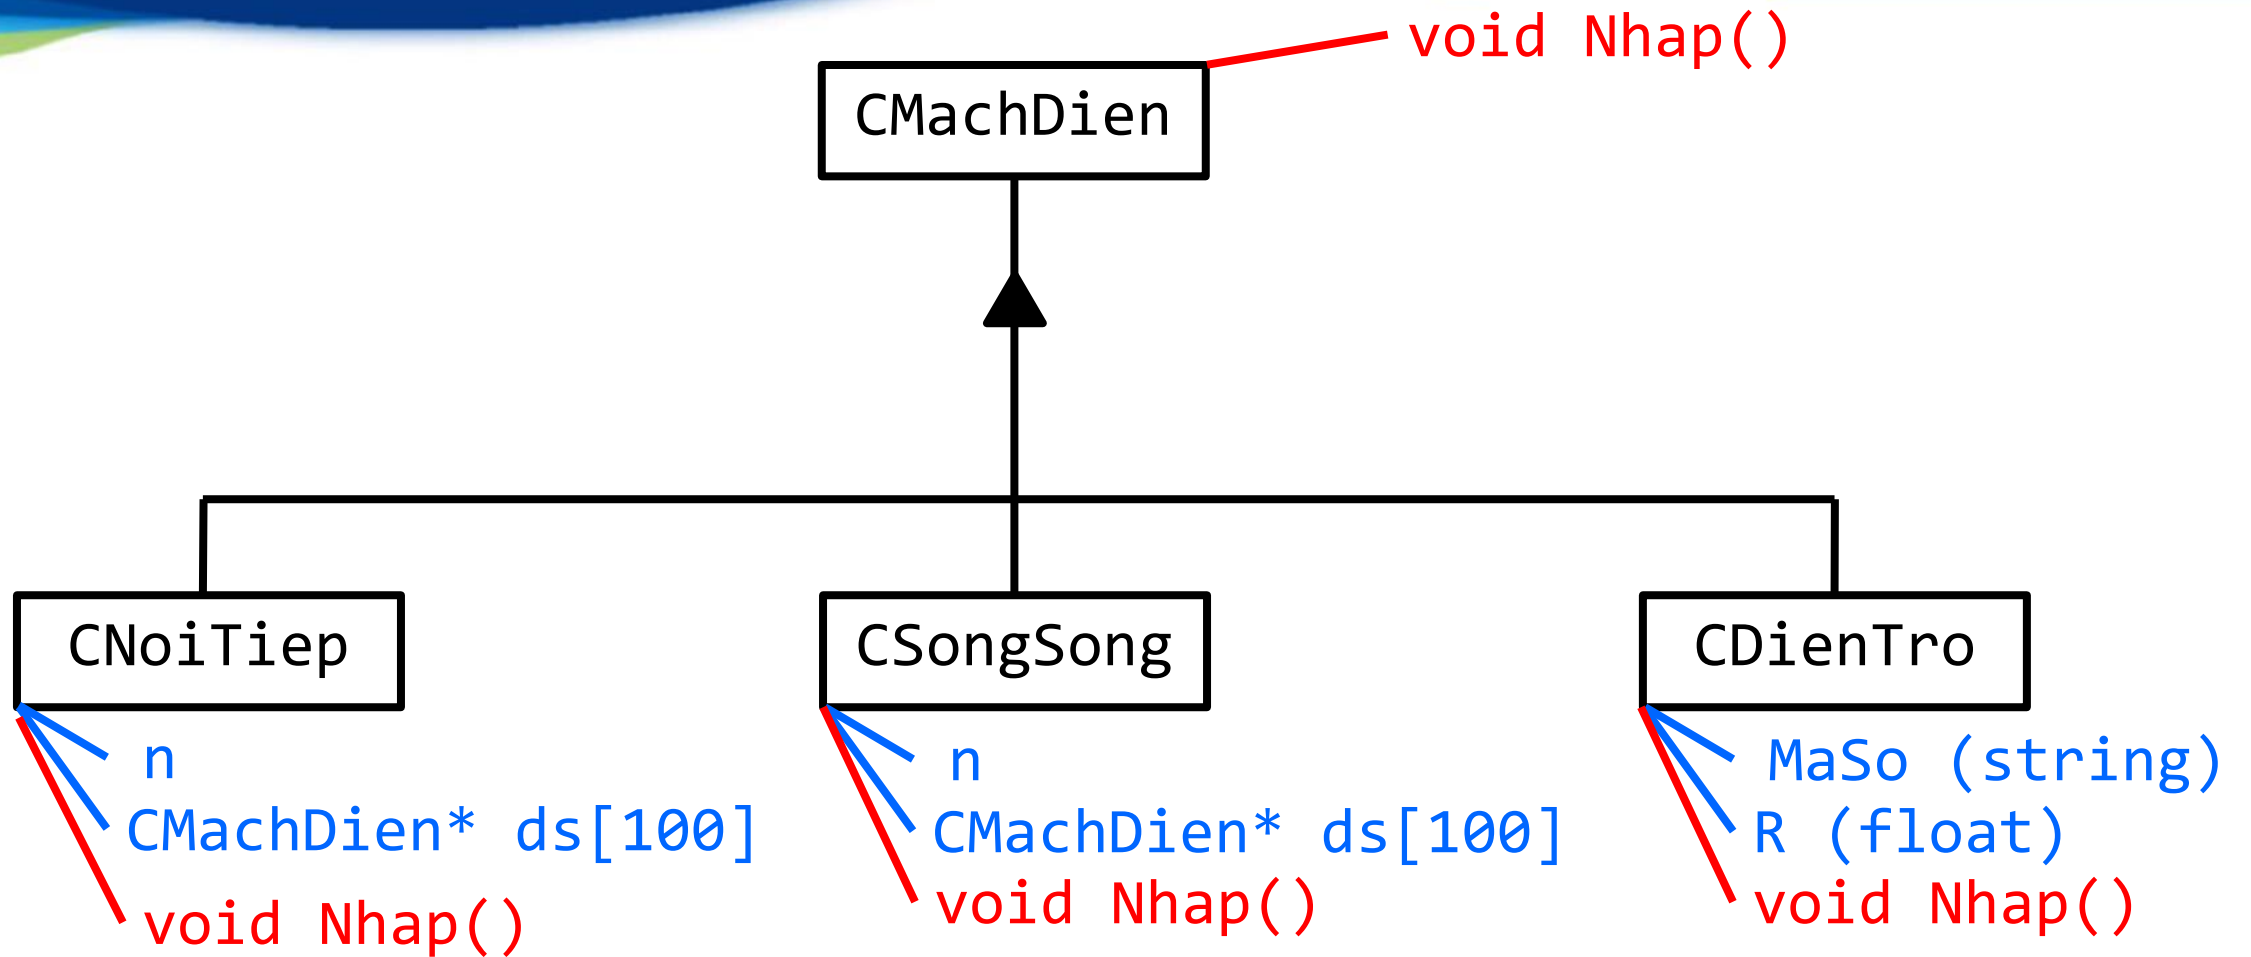 void Nhap()
CMachDien
CNoiTiep
n
CMachDien* ds[100]
void Nhap()
CSongSong
n
CMachDien* ds[100]
void Nhap()
CDienTro
MaSo (string)
R (float)
void Nhap()